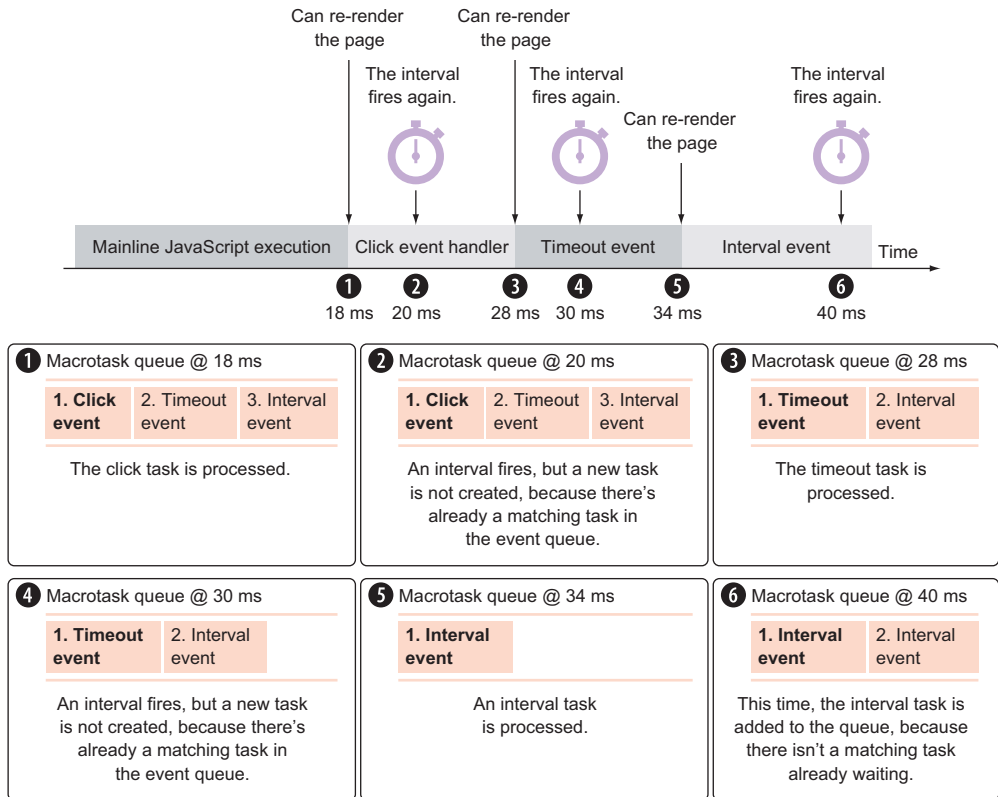 Can re-render
the page
Can re-render
the page
The interval
fires again.
The interval
fires again.
The interval
fires again.
Can re-render
the page
Mainline JavaScript execution
Click event handler
Timeout event
Interval event
Time
1
2
3
4
5
6
18 ms
20 ms
28 ms
30 ms
34 ms
40 ms
1 Macrotask queue @ 18 ms
1. Click
event
2. Timeout
event
3. Interval
event
The click task is processed.
2 Macrotask queue @ 20 ms
1. Click
event
2. Timeout
event
3. Interval
event
An interval fires, but a new task
is not created, because there's
already a matching task in
the event queue.
3 Macrotask queue @ 28 ms
1. Timeout
event
2. Interval
event
The timeout task is
processed.
4 Macrotask queue @ 30 ms
1. Timeout
event
2. Interval
event
An interval fires, but a new task
is not created, because there's
already a matching task in
the event queue.
5 Macrotask queue @ 34 ms
1. Interval
event
An interval task
is processed.
6 Macrotask queue @ 40 ms
1. Interval
event
2. Interval
event
This time, the interval task is
added to the queue, because
there isn't a matching task
already waiting.